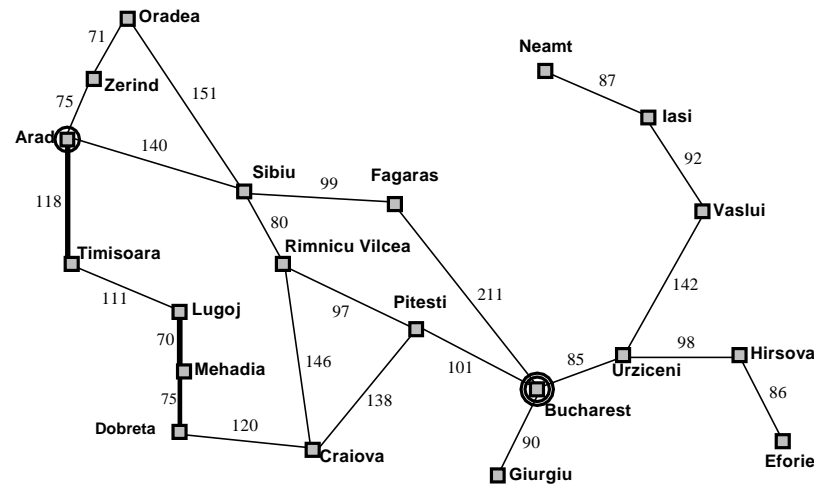 Oradea
71
Neamt
Zerind
87
151
75
Iasi
Arad
140
92
Sibiu
Fagaras
99
118
Vaslui
80
Timisoara
Rimnicu Vilcea
142
111
211
Lugoj
97
Pitesti
70
98
Hirsova
85
146
101
Mehadia
Urziceni
86
75
138
Bucharest
120
Dobreta
90
Craiova
Eforie
Giurgiu